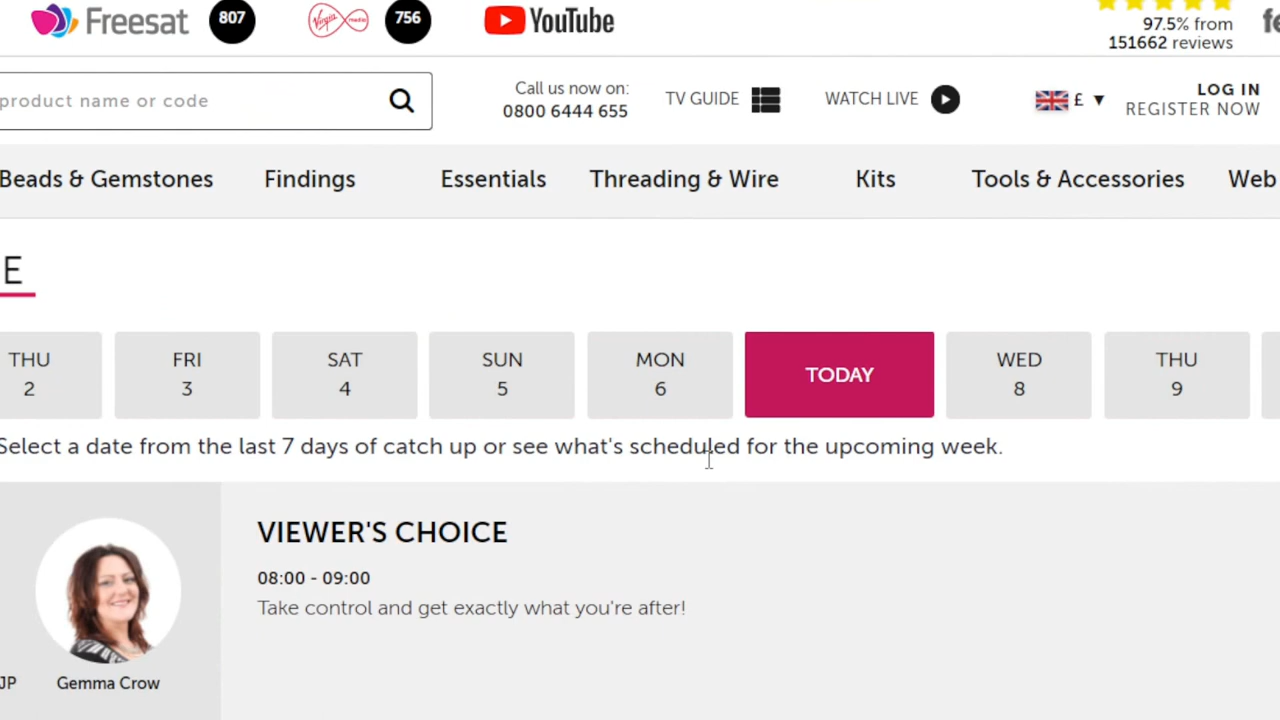 Freesat 807 Virgin media 756 YouTube
97.5% from
151662 reviews
fe
product name or code
Call us now on:
0800 6444 655
TV GUIDE
WATCH LIVE
£ ▼
LOG IN
REGISTER NOW
Beads & Gemstones Findings Essentials Threading & Wire Kits Tools & Accessories Web
E
THU
2
FRI
3
SAT
4
SUN
5
MON
6
TODAY
WED
8
THU
9
Select a date from the last 7 days of catch up or see what's scheduled for the upcoming week.
VIEWER'S CHOICE
08:00 - 09:00
Take control and get exactly what you're after!
JP
Gemma Crow